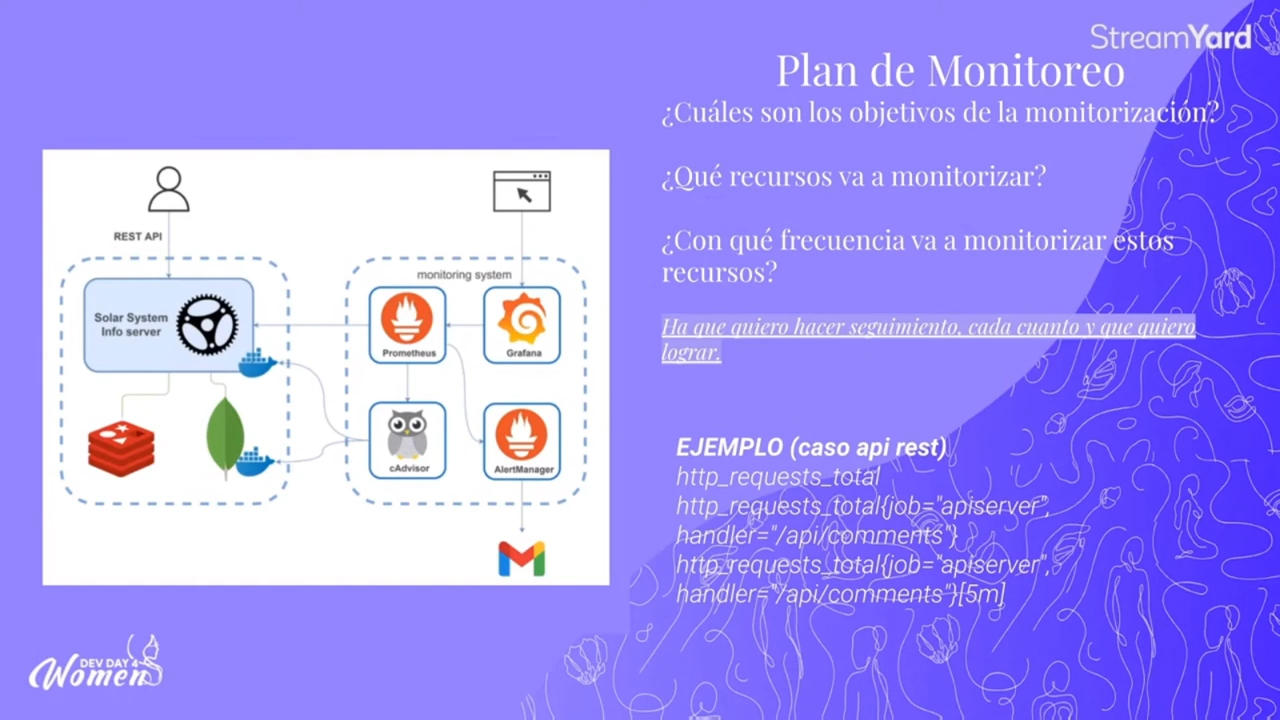 StreamYard
Plan de Monitoreo
¿Cuáles son los objetivos de la monitorización?
¿Qué recursos va a monitorizar?
¿Con qué frecuencia va a monitorizar estos
recursos?
Ha que quiero hacer seguimiento, cada cuanto y que quiero
lograr.
EJEMPLO (caso api rest)
http_requests_total
http_requests_total{job="apiserver",
handler="/api/comments"}
http_requests_total{job="apiserver",
handler="/api/comments"}[5m]
REST API
monitoring system
Solar System
Info server
Prometheus
Grafana
cAdvisor
AlertManager
DEV DAY 4
Women